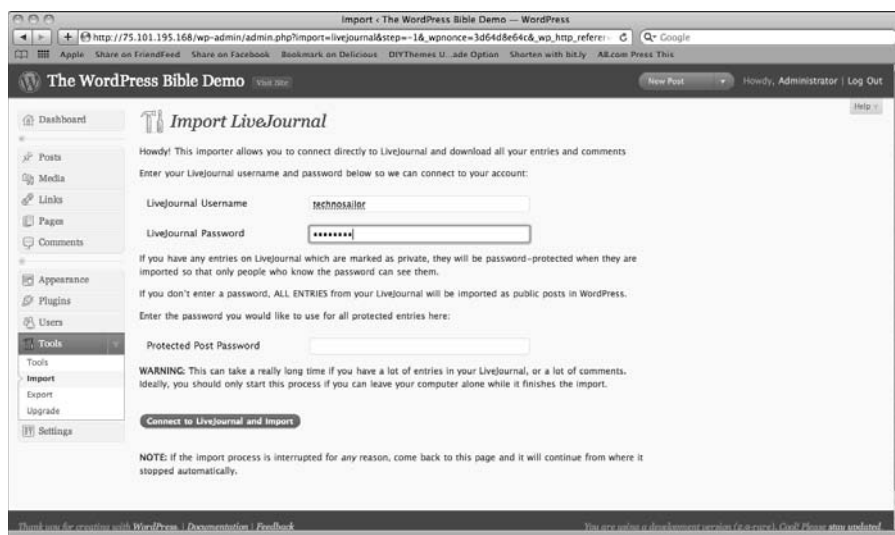 Import ‹ The WordPress Bible Demo — WordPress
http://75.101.195.168/wp-admin/admin.php?import=livejournal&step=-1&_wpnonce=3d64d8e64c&_wp_http_referer
Google
Apple Share on FriendFeed Share on Facebook Bookmark on Delicious DIYThemes U...ade Option Shorten with bit.ly Press This
The WordPress Bible Demo Visit Site New Post Howdy, Administrator | Log Out
Help
Dashboard
Posts
Media
Links
Pages
Comments
Appearance
Plugins
Users
Tools
Tools
Import
Export
Upgrade
Settings
Import LiveJournal
Howdy! This importer allows you to connect directly to LiveJournal and download all your entries and comments
Enter your LiveJournal username and password below so we can connect to your account:
LiveJournal Username technosailor
LiveJournal Password ••••••••
If you have any entries on LiveJournal which are marked as private, they will be password-protected when they are
imported so that only people who know the password can see them.
If you don't enter a password, ALL ENTRIES from your LiveJournal will be imported as public posts in WordPress.
Enter the password you would like to use for all protected entries here:
Protected Post Password
WARNING: This can take a really long time if you have a lot of entries in your LiveJournal, or a lot of comments.
Ideally, you should only start this process if you can leave your computer alone while it finishes the import.
Connect to LiveJournal and Import
NOTE: If the import process is interrupted for any reason, come back to this page and it will continue from where it
stopped automatically.
Thank you for creating with WordPress. | Documentation | Feedback
You are using a development version (2.9-rare). Cool! Please stay updated.